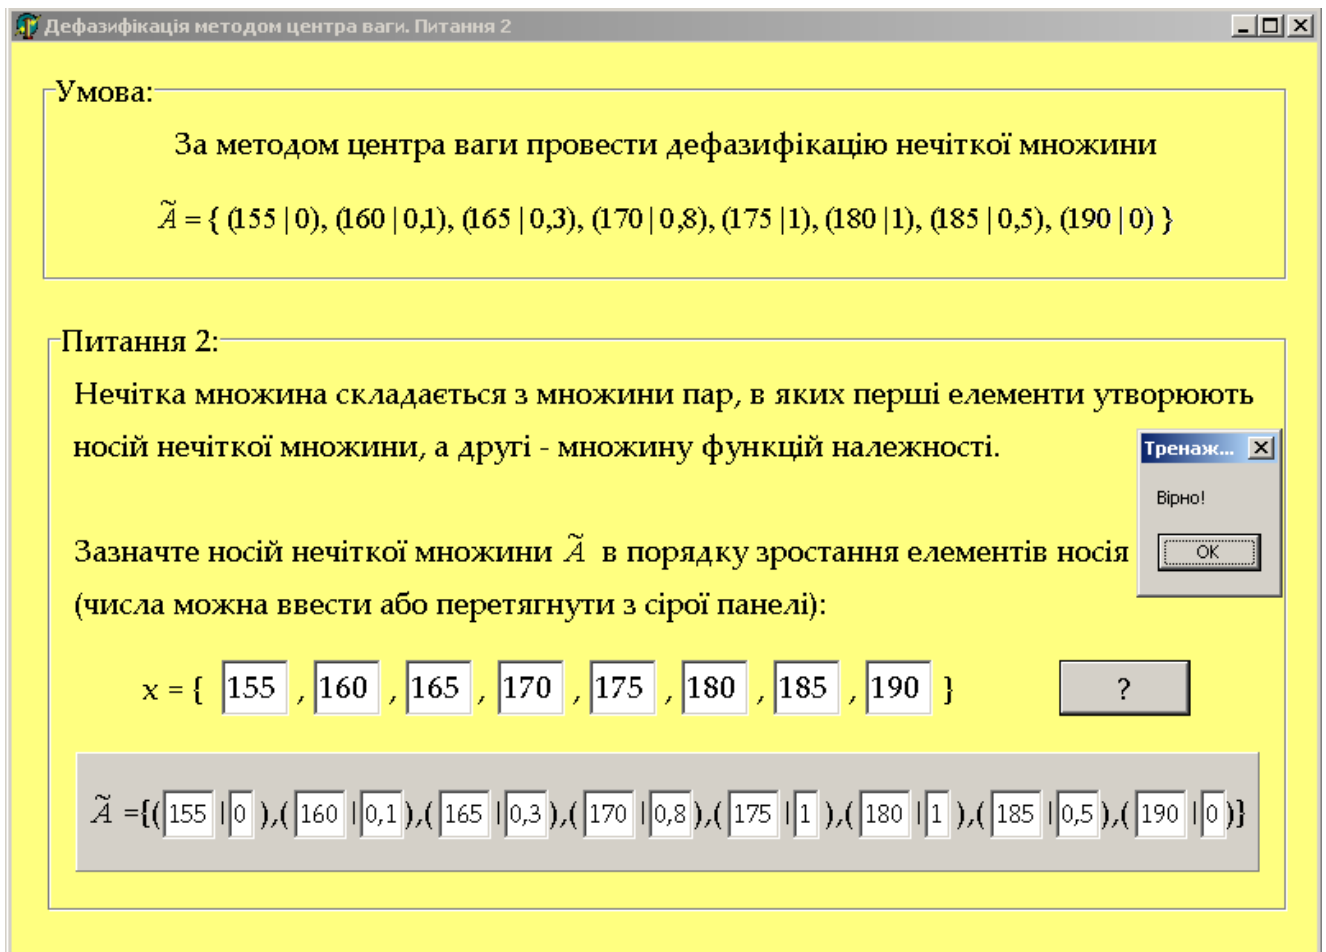 Дефазифікація методом центра ваги. Питання 2
Умова:
За методом центра ваги провести дефазифікацію нечіткої множини
Ã = { (155 | 0), (160 | 0,1), (165 | 0,3), (170 | 0,8), (175 | 1), (180 | 1), (185 | 0,5), (190 | 0) }
Питання 2:
Нечітка множина складається з множини пар, в яких перші елементи утворюють
носій нечіткої множини, а другі - множину функцій належності.
Тренаж...
Вірно!
OK
Зазначте носій нечіткої множини Ã в порядку зростання елементів носія
(числа можна ввести або перетягнути з сірої панелі):
x = { 155 , 160 , 165 , 170 , 175 , 180 , 185 , 190 }
?
Ã ={( 155 | 0 ),( 160 | 0,1 ),( 165 | 0,3 ),( 170 | 0,8 ),( 175 | 1 ),( 180 | 1 ),( 185 | 0,5 ),( 190 | 0 )}